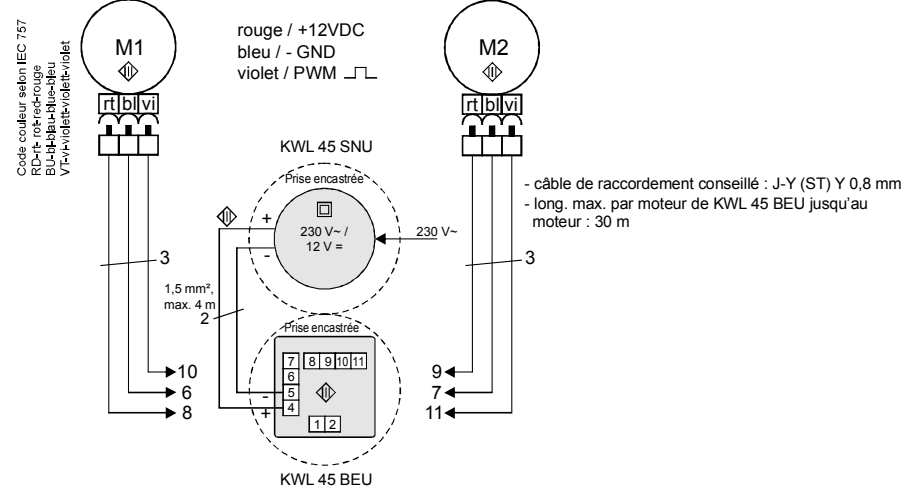 Code couleur selon IEC 757
RD-rt- rot-red-rouge
BU-bl-blau-blue-bleu
VT-vi-violett-violet
M1
rt bl vi
rouge / +12VDC
bleu / - GND
violet / PWM
M2
rt bl vi
KWL 45 SNU
Prise encastrée
+
230 V~ /
12 V =
-
230 V~
- câble de raccordement conseillé : J-Y (ST) Y 0,8 mm
- long. max. par moteur de KWL 45 BEU jusqu'au
moteur : 30 m
3
3
1,5 mm²,
max. 4 m
2
Prise encastrée
7 8 9 10 11
6
5
4
-
+
1 2
KWL 45 BEU
10
6
8
9
7
11